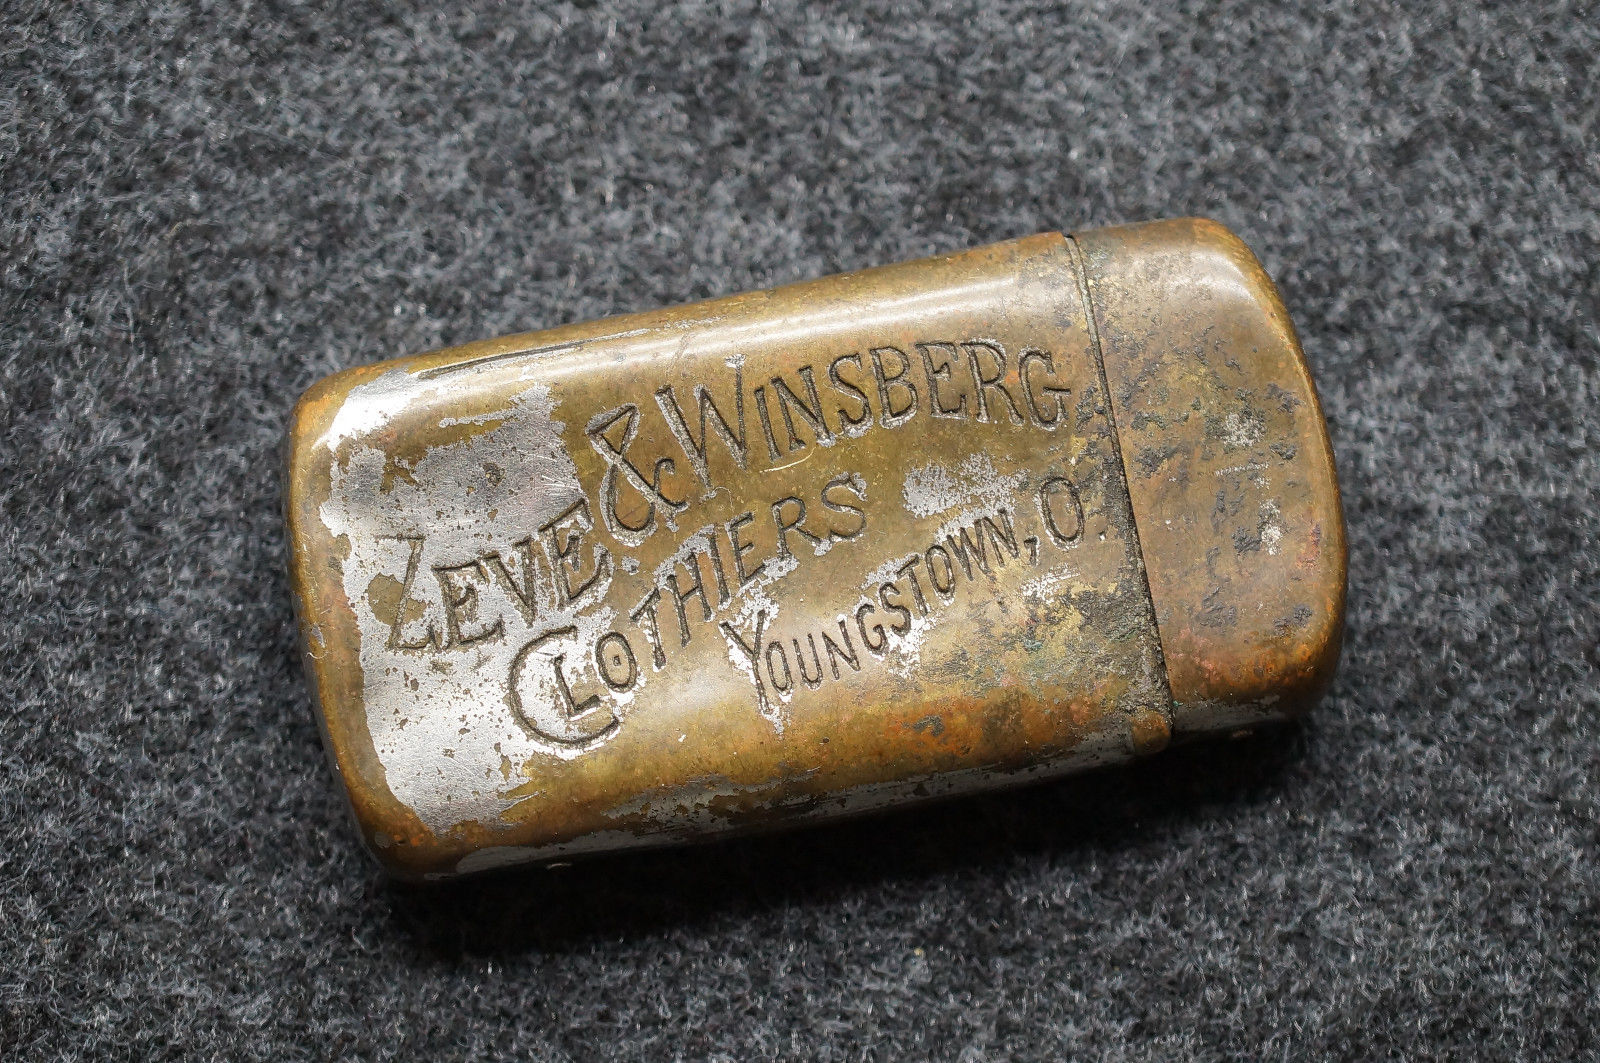 ZEVE & WINSBERG
CLOTHIERS
YOUNGSTOWN, O.